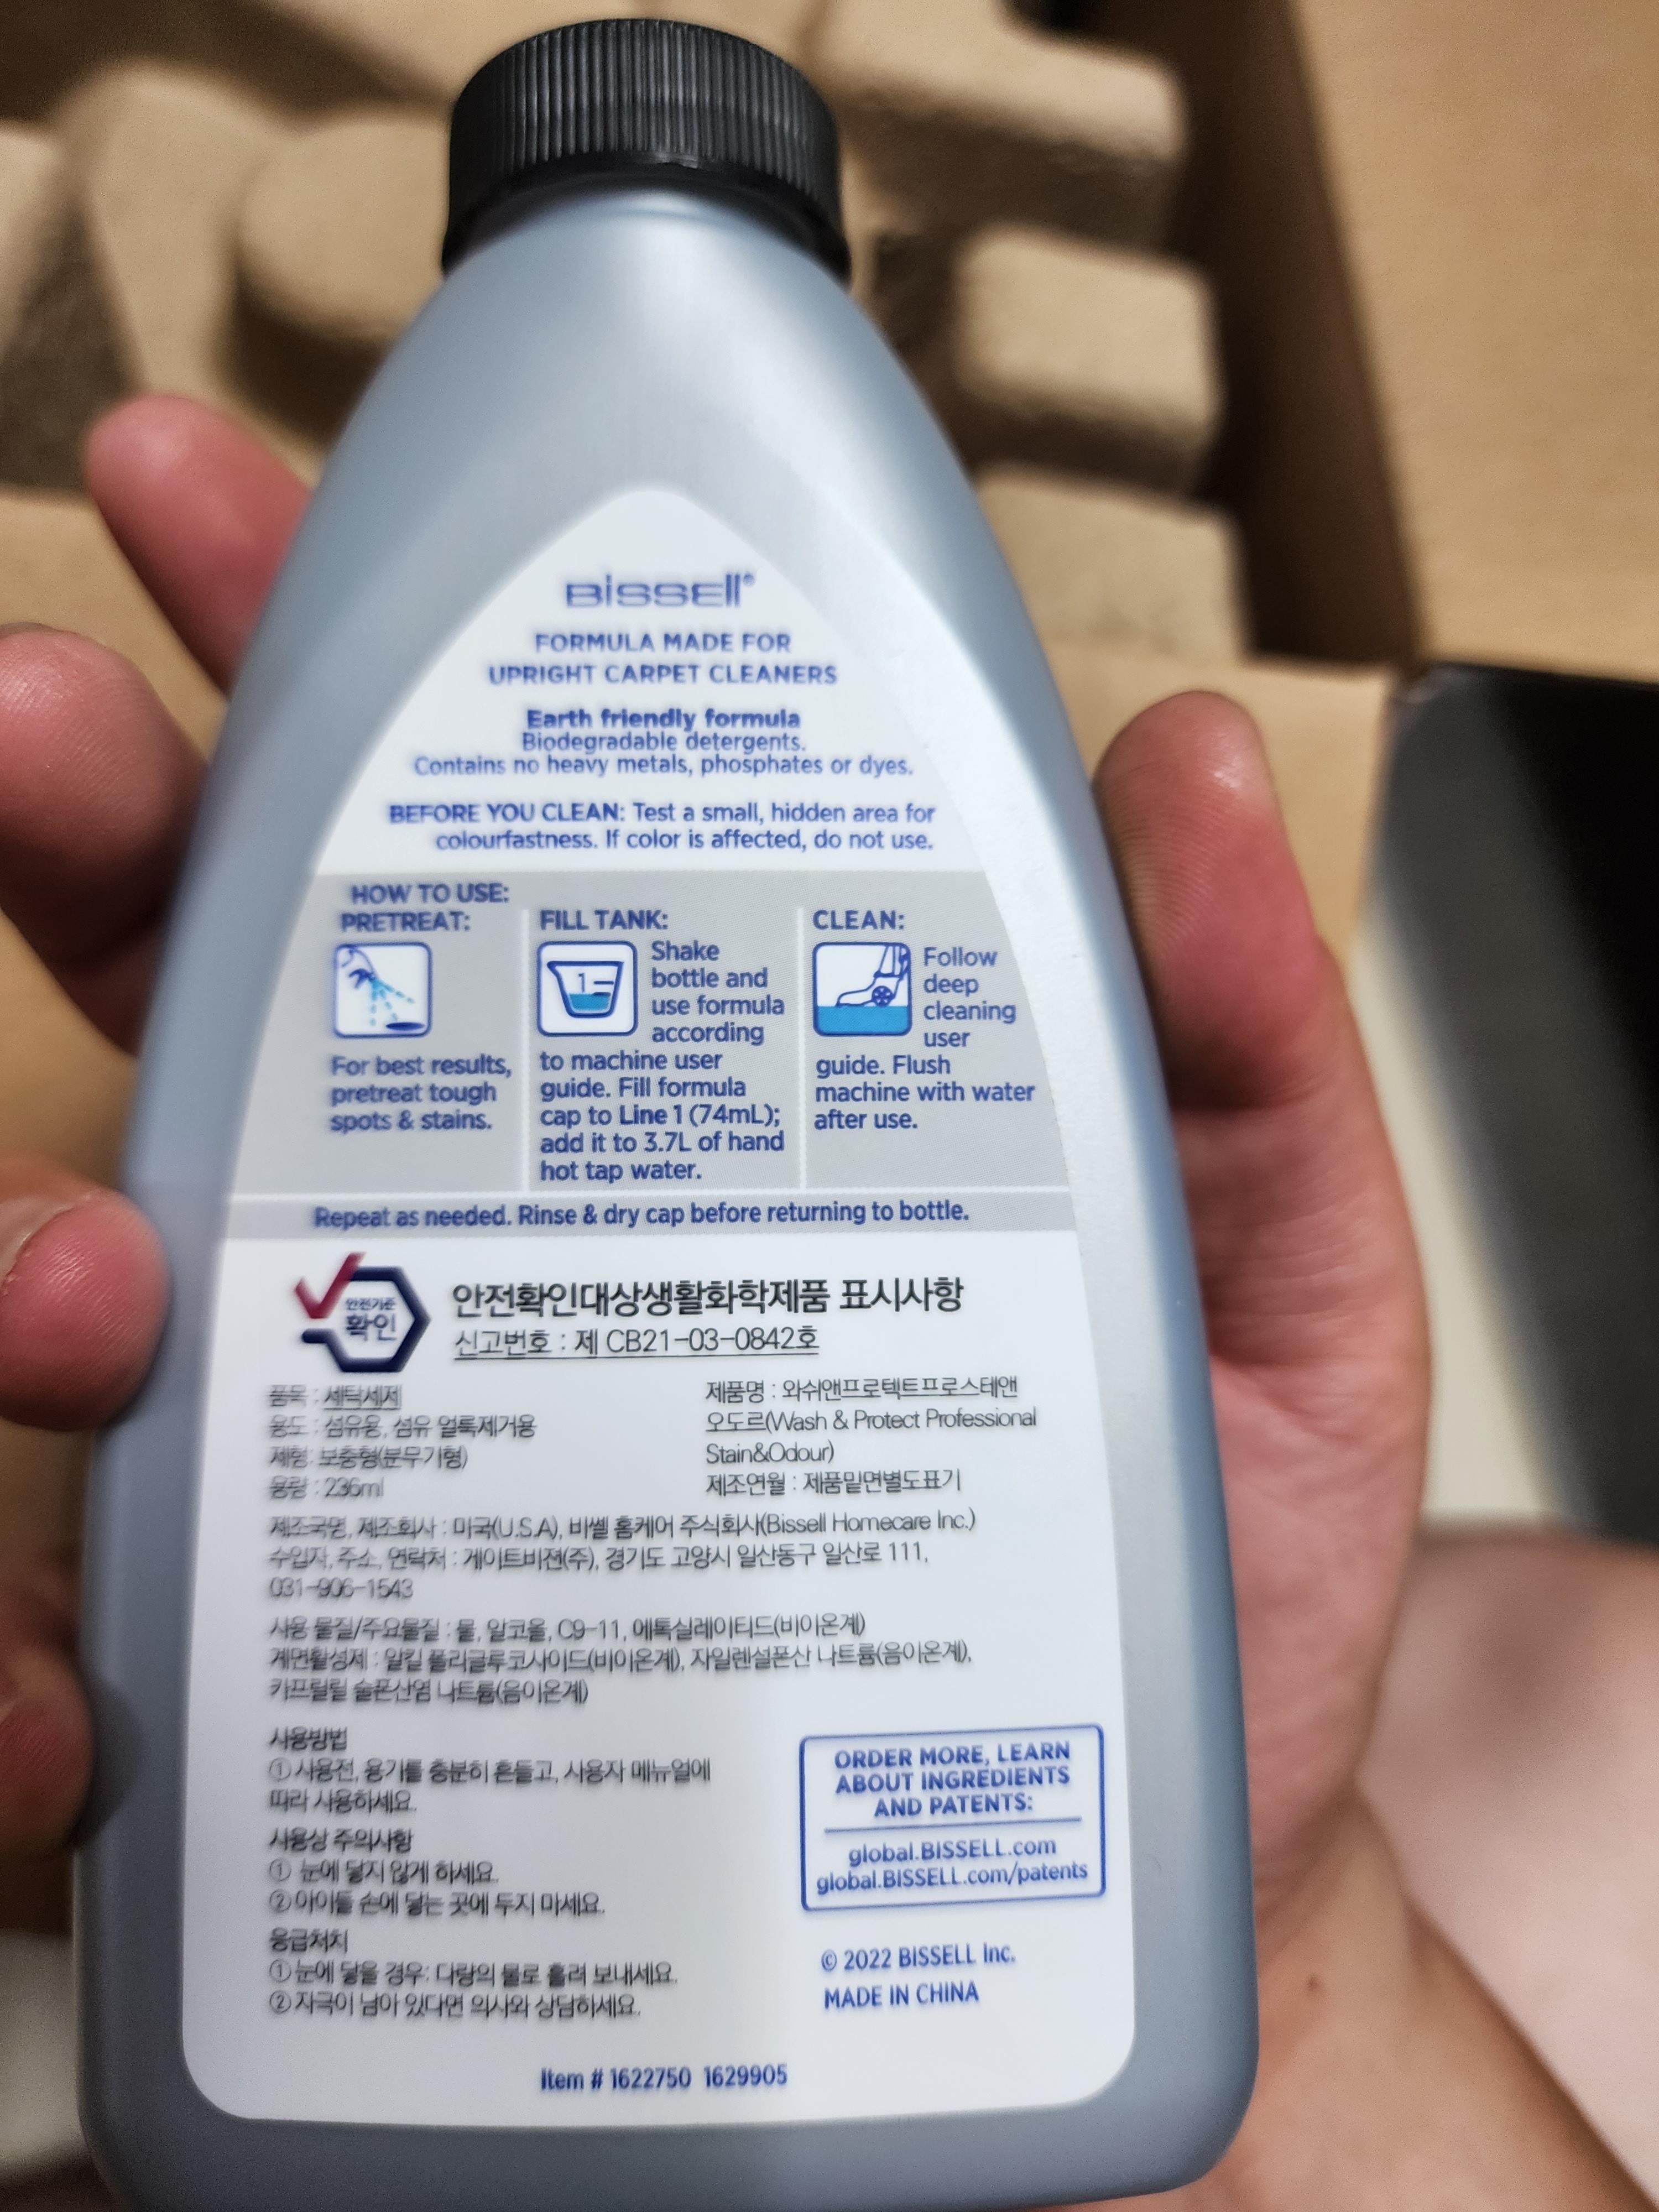 BISSELL®
FORMULA MADE FOR
UPRIGHT CARPET CLEANERS
Earth friendly formula
Biodegradable detergents.
Contains no heavy metals, phosphates or dyes.
BEFORE YOU CLEAN: Test a small, hidden area for
colourfastness. If color is affected, do not use.
HOW TO USE:
PRETREAT:
For best results,
pretreat tough
spots & stains.
FILL TANK:
1
Shake
bottle and
use formula
according
to machine user
guide. Fill formula
cap to Line 1 (74mL);
add it to 3.7L of hand
hot tap water.
CLEAN:
Follow
deep
cleaning
user
guide. Flush
machine with water
after use.
Repeat as needed. Rinse & dry cap before returning to bottle.
안전기준
확인
안전확인대상생활화학제품 표시사항
신고번호 : 제 CB21-03-0842호
품목 : 세탁세제
용도 : 섬유용, 섬유 얼룩제거용
제형: 보충형(분무기형)
용량 : 236ml
제품명 : 와쉬앤프로텍트프로스테앤
오도르(Wash & Protect Professional
Stain&Odour)
제조연월 : 제품밑면별도표기
제조국명, 제조회사 : 미국(U.S.A), 비쎌 홈케어 주식회사(Bissell Homecare Inc.)
수입자, 주소, 연락처 : 게이트비젼(주), 경기도 고양시 일산동구 일산로 111,
031-906-1543
사용 물질/주요물질 : 물, 알코올, C9-11, 에톡실레이티드(비이온계)
계면활성제 : 알킬 폴리글루코사이드(비이온계), 자일렌설폰산 나트륨(음이온계),
카프릴릴 술폰산염 나트륨(음이온계)
사용방법
① 사용전, 용기를 충분히 흔들고, 사용자 메뉴얼에
따라 사용하세요.
사용상 주의사항
① 눈에 닿지 않게 하세요.
② 아이들 손에 닿는 곳에 두지 마세요.
응급처치
① 눈에 닿을 경우: 다량의 물로 흘려 보내세요.
② 자극이 남아 있다면 의사와 상담하세요.
ORDER MORE, LEARN
ABOUT INGREDIENTS
AND PATENTS:
global.BISSELL.com
global.BISSELL.com/patents
© 2022 BISSELL Inc.
MADE IN CHINA
Item # 1622750 1629905